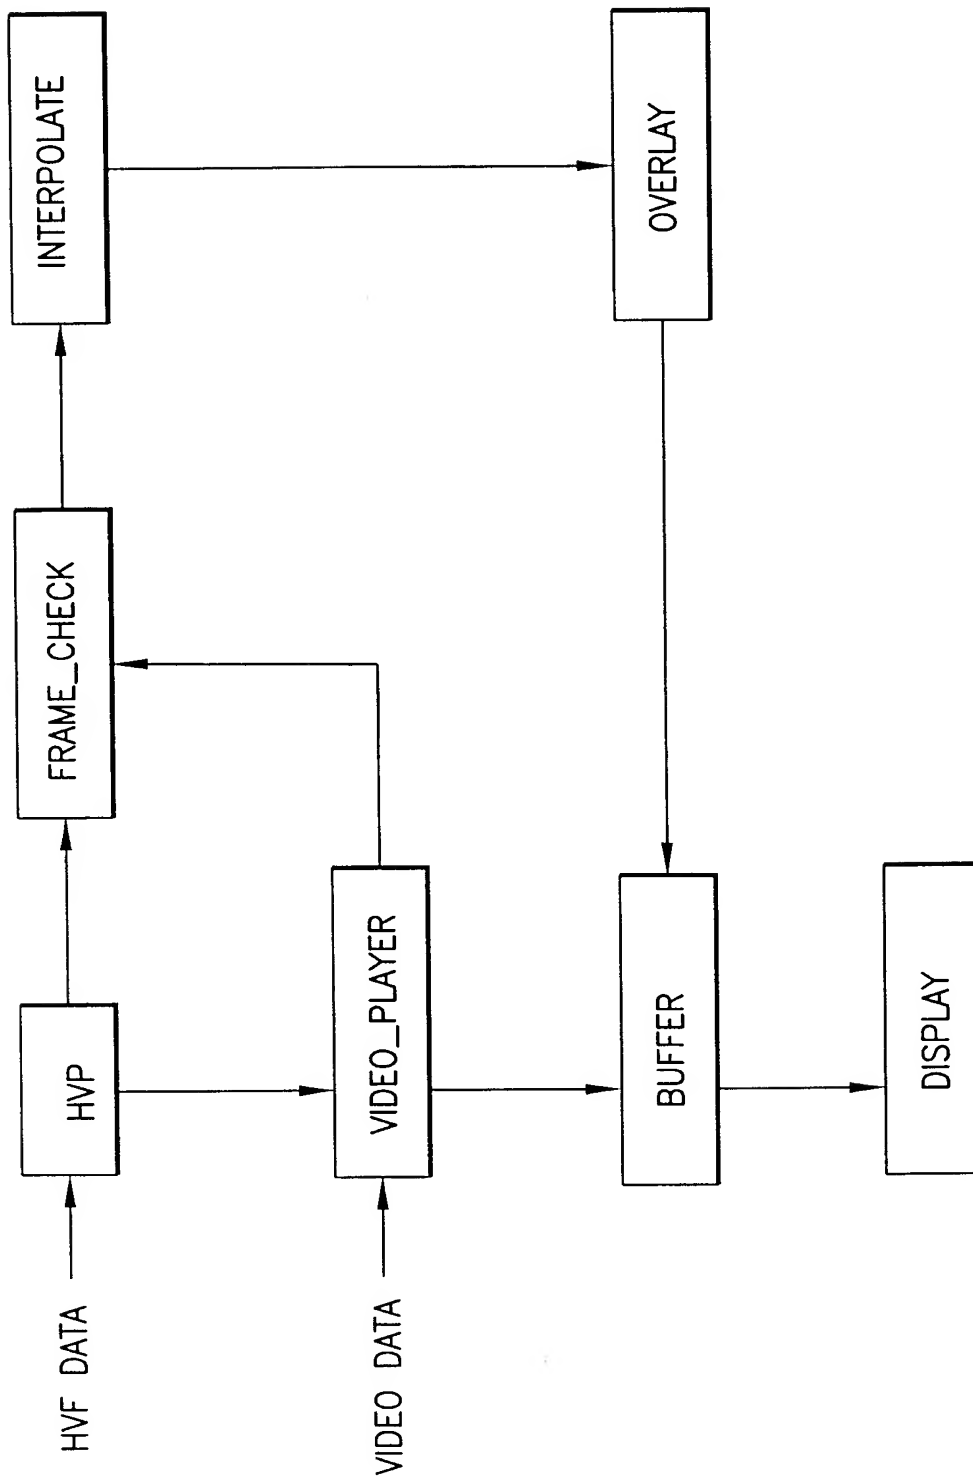 HVF DATA
HVP
FRAME_CHECK
INTERPOLATE
VIDEO DATA
VIDEO_PLAYER
BUFFER
OVERLAY
DISPLAY